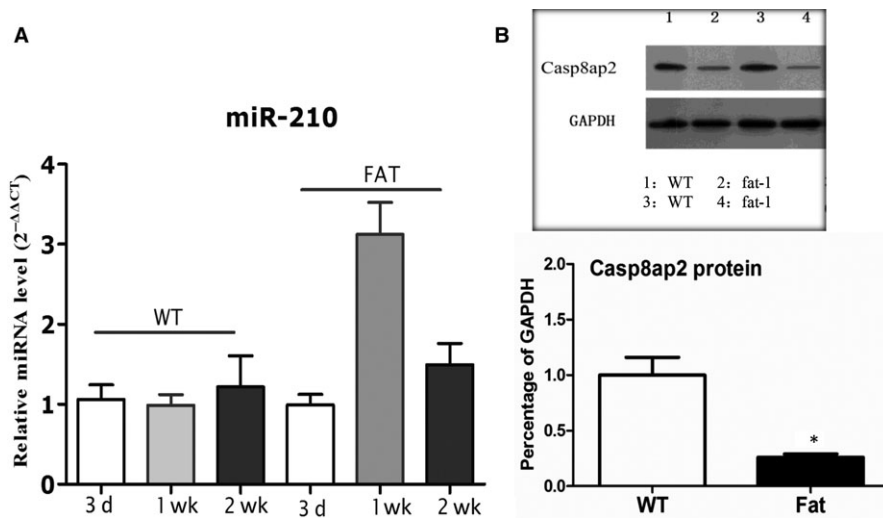 A
miR-210
Relative miRNA level (2^−ΔΔCT)
4
3
2
1
0
WT
FAT
3 d
1 wk
2 wk
3 d
1 wk
2 wk
B
1 2 3 4
Casp8ap2
GAPDH
1: WT 2: fat-1
3: WT 4: fat-1
Casp8ap2 protein
Percentage of GAPDH
2.0
1.5
1.0
0.5
0.0
*
WT
Fat